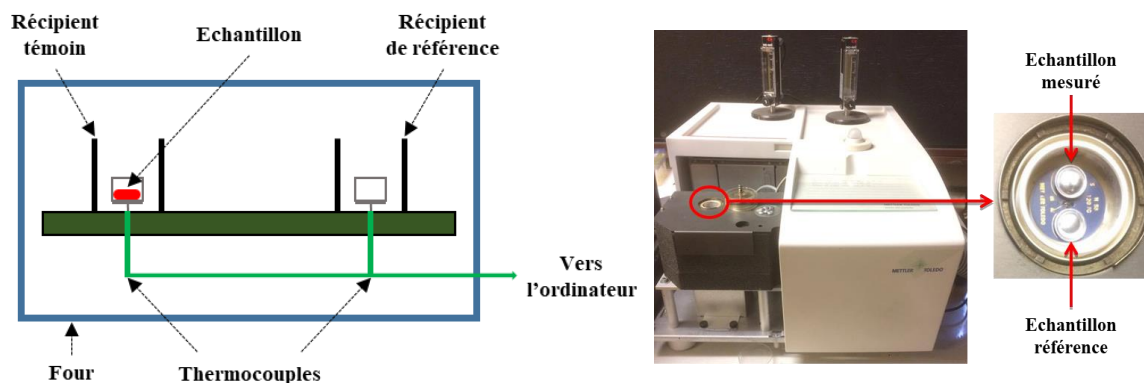 Récipient
témoin
Echantillon
Récipient
de référence
Vers
l'ordinateur
Four
Thermocouples
Echantillon
mesuré
METTLER TOLEDO
Echantillon
référence